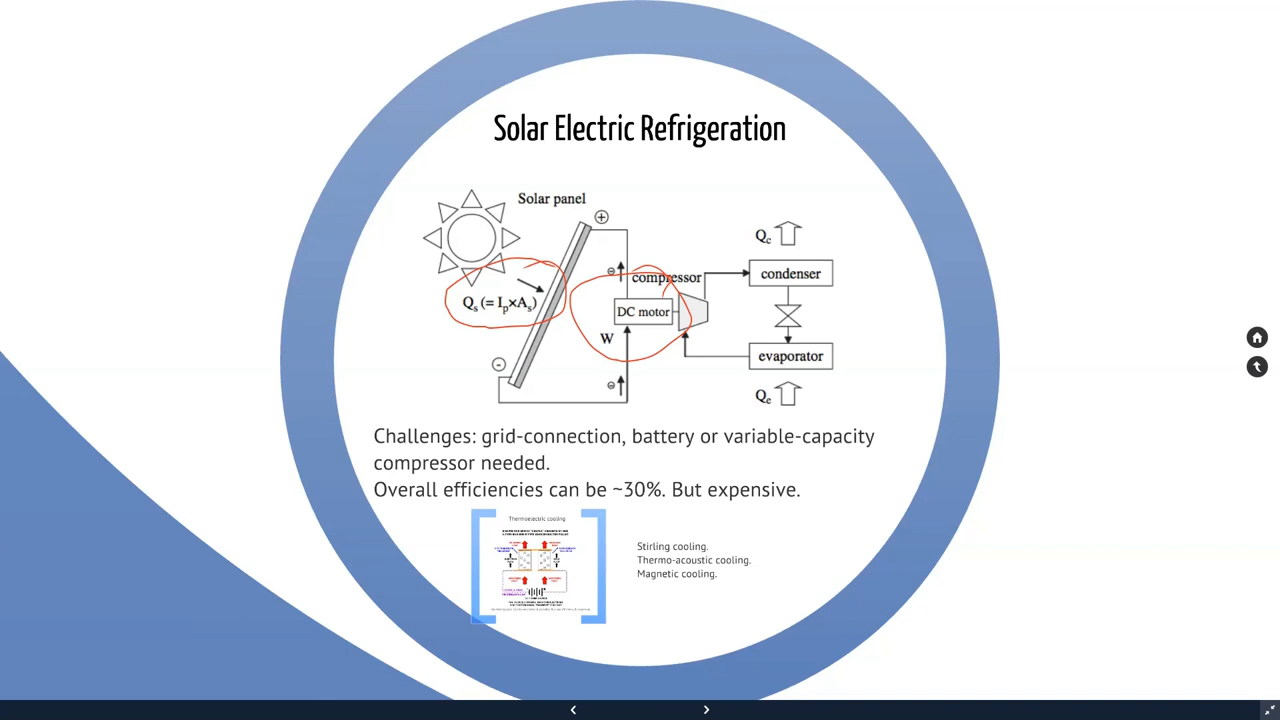 Solar Electric Refrigeration
Solar panel
+
Qs (= Ip×As)
compressor
DC motor
W
-
Qc
condenser
evaporator
Qe
Challenges: grid-connection, battery or variable-capacity
compressor needed.
Overall efficiencies can be ~30%. But expensive.
Thermoelectric cooling
Stirling cooling.
Thermo-acoustic cooling.
Magnetic cooling.